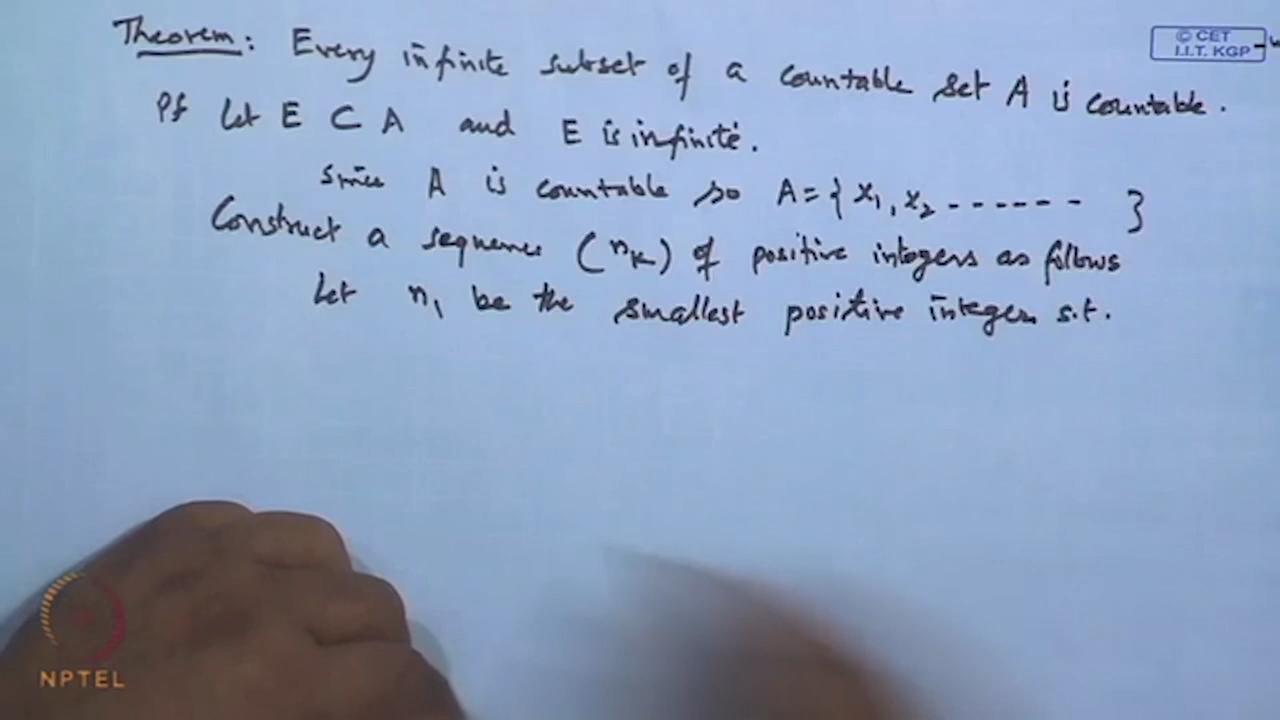 Theorem: Every infinite subset of a countable set A is countable.
© CET
I.I.T. KGP
Pf Let E ⊂ A and E is infinite.
Since A is countable so A = { x₁, x₂ ------ }
Construct a sequence (nₖ) of positive integers as follows
Let n₁ be the smallest positive integer s.t.
NPTEL